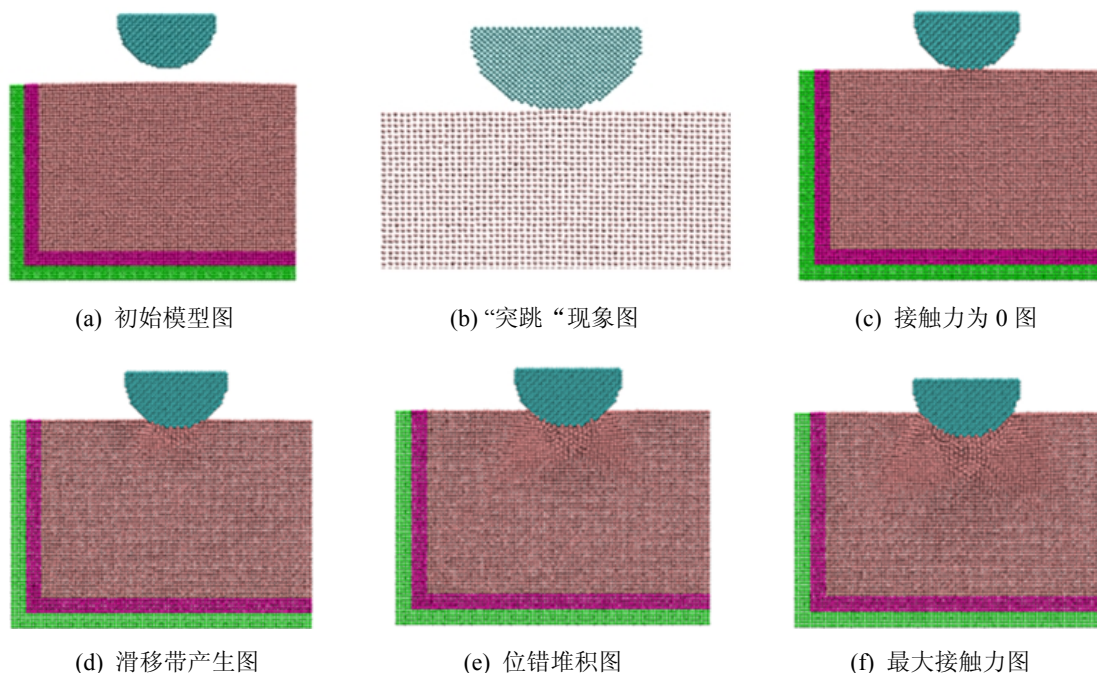 (a) 初始模型图
(b) “突跳“现象图
(c) 接触力为 0 图
(d) 滑移带产生图
(e) 位错堆积图
(f) 最大接触力图